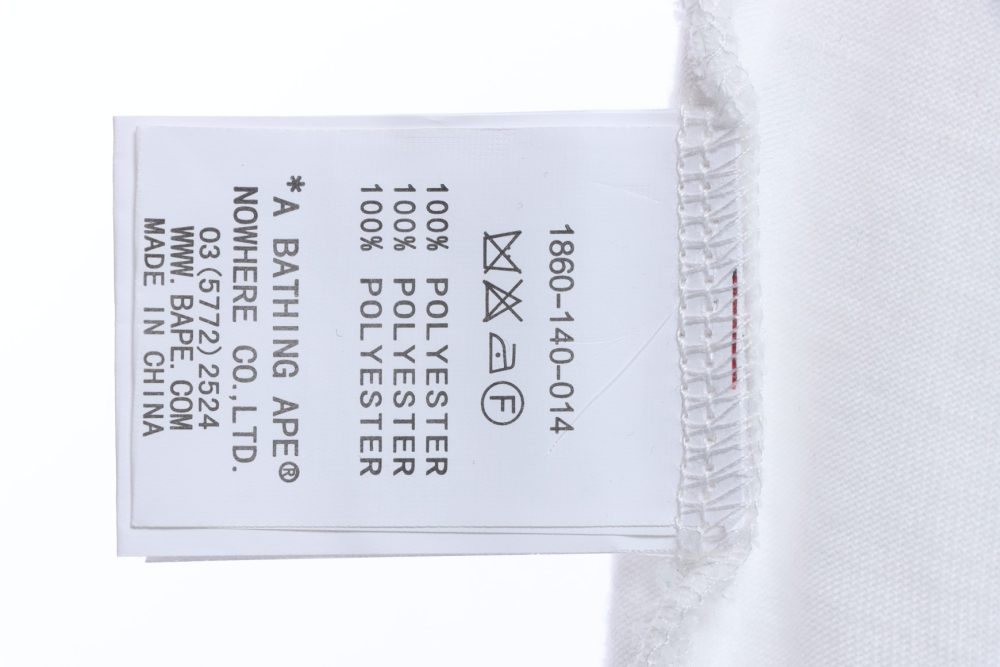 1860-140-014
F
100% POLYESTER
100% POLYESTER
100% POLYESTER
*A BATHING APE®
NOWHERE CO.,LTD.
03(5772)2524
WWW.BAPE.COM
MADE IN CHINA